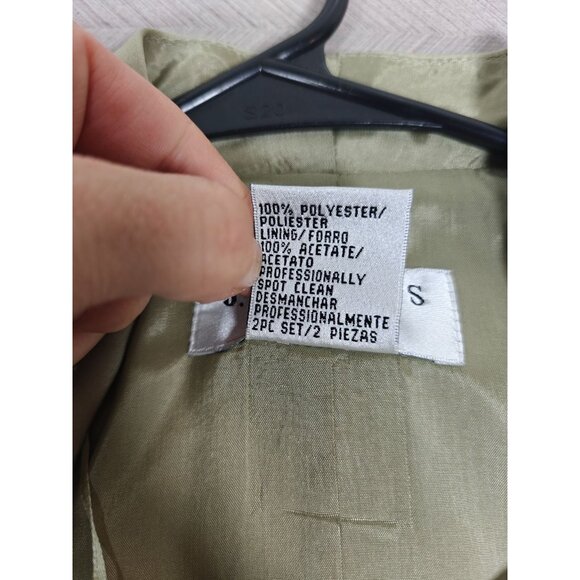 100% POLYESTER/
POLIESTER
LINING/FORRO
100% ACETATE/
ACETATO
PROFESSIONALLY
SPOT CLEAN
DESMANCHAR
PROFESSIONALMENTE
2PC SET/2 PIEZAS
S